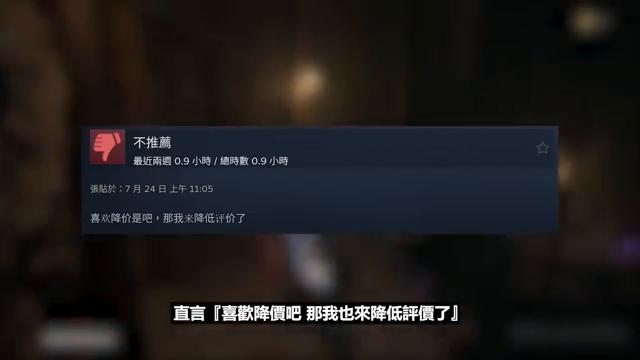 不推薦
最近兩週 0.9 小時 / 總時數 0.9 小時
張貼於：7 月 24 日 上午 11:05
喜欢降价是吧，那我来降低评价了
直言『喜歡降價吧 那我也來降低評價了』